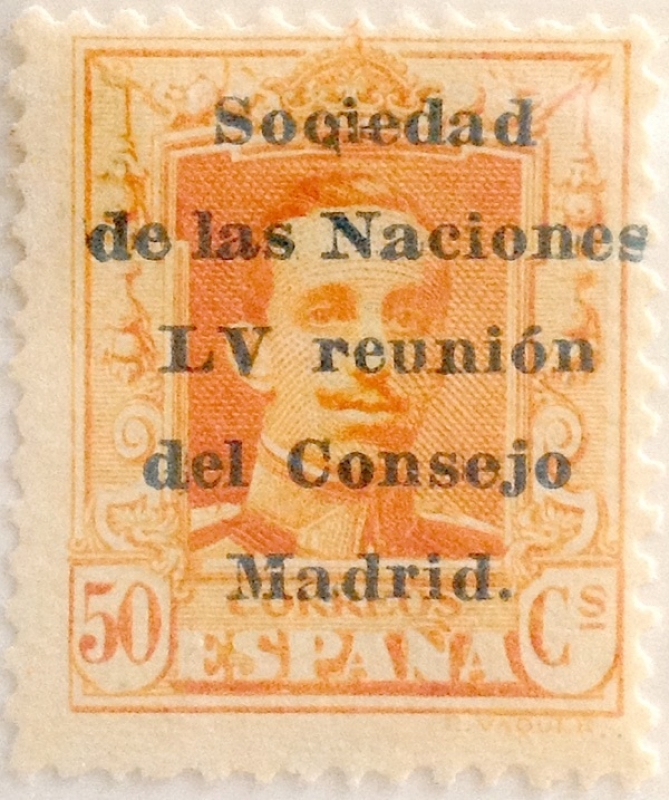 Sociedad
de las Naciones
LV reunión
del Consejo
Madrid.
CORREOS
50 ESPAÑA Cs